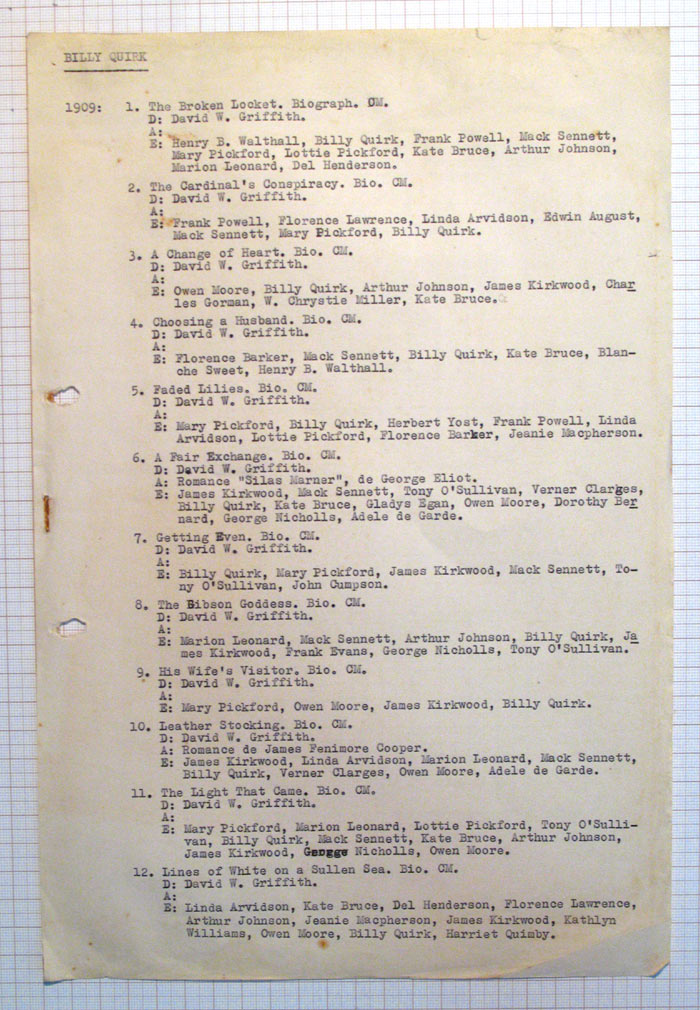 BILLY QUIRK
1909: 1. The Broken Locket. Biograph. CM.
D: David W. Griffith.
A:
E: Henry B. Walthall, Billy Quirk, Frank Powell, Mack Sennett,
Mary Pickford, Lottie Pickford, Kate Bruce, Arthur Johnson,
Marion Leonard, Del Henderson.
2. The Cardinal's Conspiracy. Bio. CM.
D: David W. Griffith.
A:
E: Frank Powell, Florence Lawrence, Linda Arvidson, Edwin August,
Mack Sennett, Mary Pickford, Billy Quirk.
3. A Change of Heart. Bio. CM.
D: David W. Griffith.
A:
E: Owen Moore, Billy Quirk, Arthur Johnson, James Kirkwood, Char
les Gorman, W. Chrystie Miller, Kate Bruce.
4. Choosing a Husband. Bio. CM.
D: David W. Griffith.
A:
E: Florence Barker, Mack Sennett, Billy Quirk, Kate Bruce, Blan-
che Sweet, Henry B. Walthall.
5. Faded Lilies. Bio. CM.
D: David W. Griffith.
A:
E: Mary Pickford, Billy Quirk, Herbert Yost, Frank Powell, Linda
Arvidson, Lottie Pickford, Florence Barker, Jeanie Macpherson.
6. A Fair Exchange. Bio. CM.
D: David W. Griffith.
A: Romance "Silas Marner", de George Eliot.
E: James Kirkwood, Mack Sennett, Tony O'Sullivan, Verner Clarges,
Billy Quirk, Kate Bruce, Gladys Egan, Owen Moore, Dorothy Ber
nard, George Nicholls, Adele de Garde.
7. Getting Even. Bio. CM.
D: David W. Griffith.
A:
E: Billy Quirk, Mary Pickford, James Kirkwood, Mack Sennett, To-
ny O'Sullivan, John Cumpson.
8. The Gibson Goddess. Bio. CM.
D: David W. Griffith.
A:
E: Marion Leonard, Mack Sennett, Arthur Johnson, Billy Quirk, Ja
mes Kirkwood, Frank Evans, George Nicholls, Tony O'Sullivan.
9. His Wife's Visitor. Bio. CM.
D: David W. Griffith.
A:
E: Mary Pickford, Owen Moore, James Kirkwood, Billy Quirk.
10. Leather Stocking. Bio. CM.
D: David W. Griffith.
A: Romance de James Fenimore Cooper.
E: James Kirkwood, Linda Arvidson, Marion Leonard, Mack Sennett,
Billy Quirk, Verner Clarges, Owen Moore, Adele de Garde.
11. The Light That Came. Bio. CM.
D: David W. Griffith.
A:
E: Mary Pickford, Marion Leonard, Lottie Pickford, Tony O'Sulli-
van, Billy Quirk, Mack Sennett, Kate Bruce, Arthur Johnson,
James Kirkwood, George Nicholls, Owen Moore.
12. Lines of White on a Sullen Sea. Bio. CM.
D: David W. Griffith.
A:
E: Linda Arvidson, Kate Bruce, Del Henderson, Florence Lawrence,
Arthur Johnson, Jeanie Macpherson, James Kirkwood, Kathlyn
Williams, Owen Moore, Billy Quirk, Harriet Quimby.